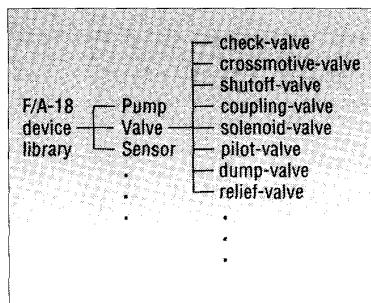 check-valve
crossmotive-valve
shutoff-valve
F/A-18 Pump coupling-valve
device Valve solenoid-valve
library Sensor pilot-valve
dump-valve
relief-valve